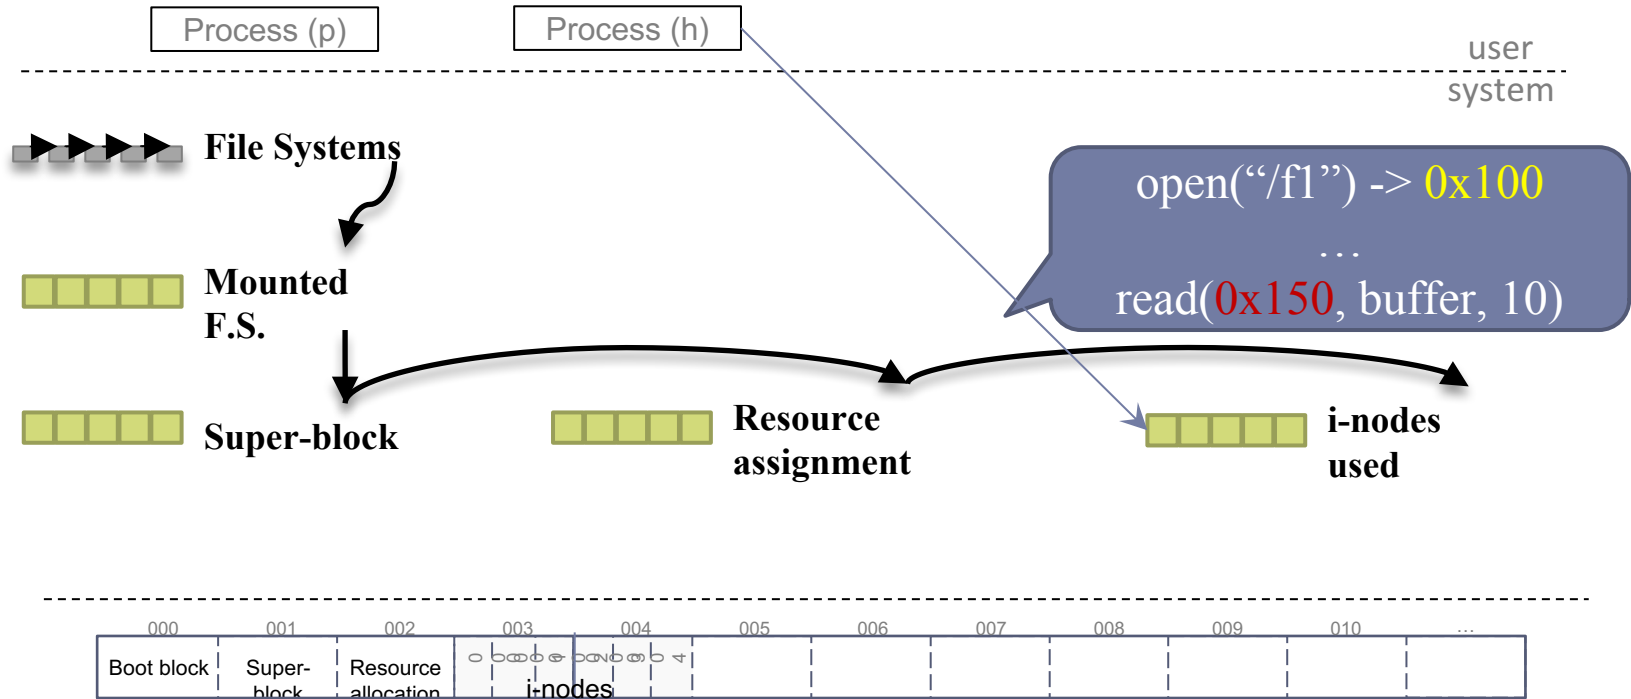 Process (p)
Process (h)
user
system
File Systems
open(“/f1”) -> 0x100
…
read(0x150, buffer, 10)
Mounted
F.S.
Super-block
Resource
assignment
i-nodes
used
000 001 002 003 004 005 006 007 008 009 010 ...
Boot block
Super-
block
Resource
allocation
i-nodes